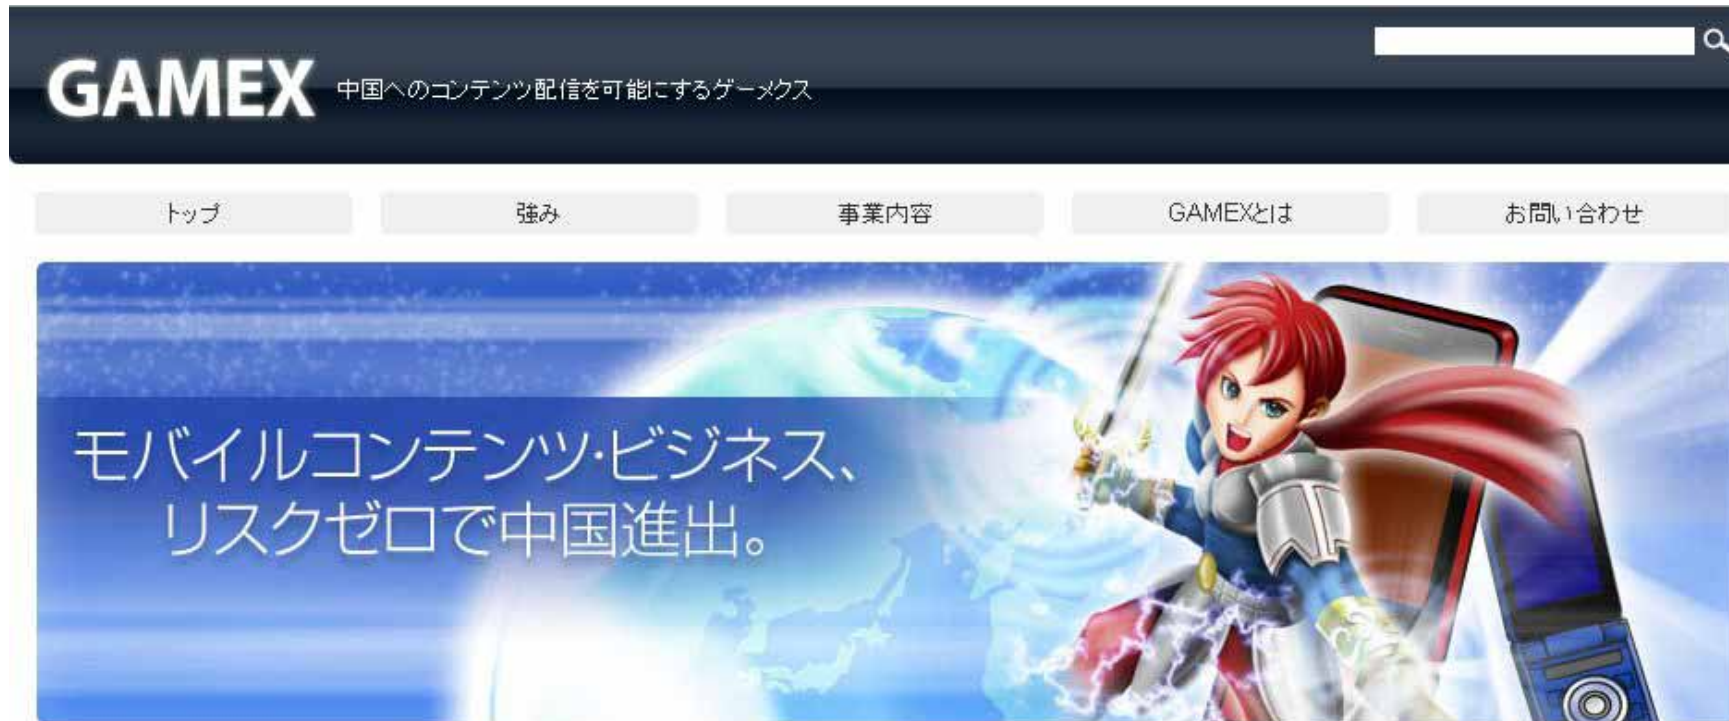 GAMEX 中国へのコンテンツ配信を可能にするゲーメクス
トップ 強み 事業内容 GAMEXとは お問い合わせ
モバイルコンテンツ・ビジネス、
リスクゼロで中国進出。